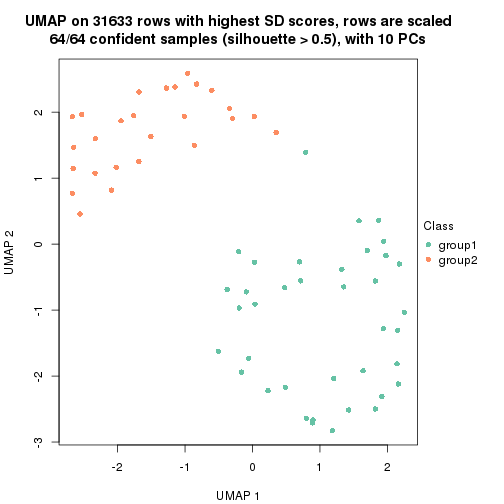 UMAP on 31633 rows with highest SD scores, rows are scaled
64/64 confident samples (silhouette > 0.5), with 10 PCs
2
1
0
-1
-2
-3
UMAP 2
-2
-1
0
1
2
UMAP 1
Class
group1
group2